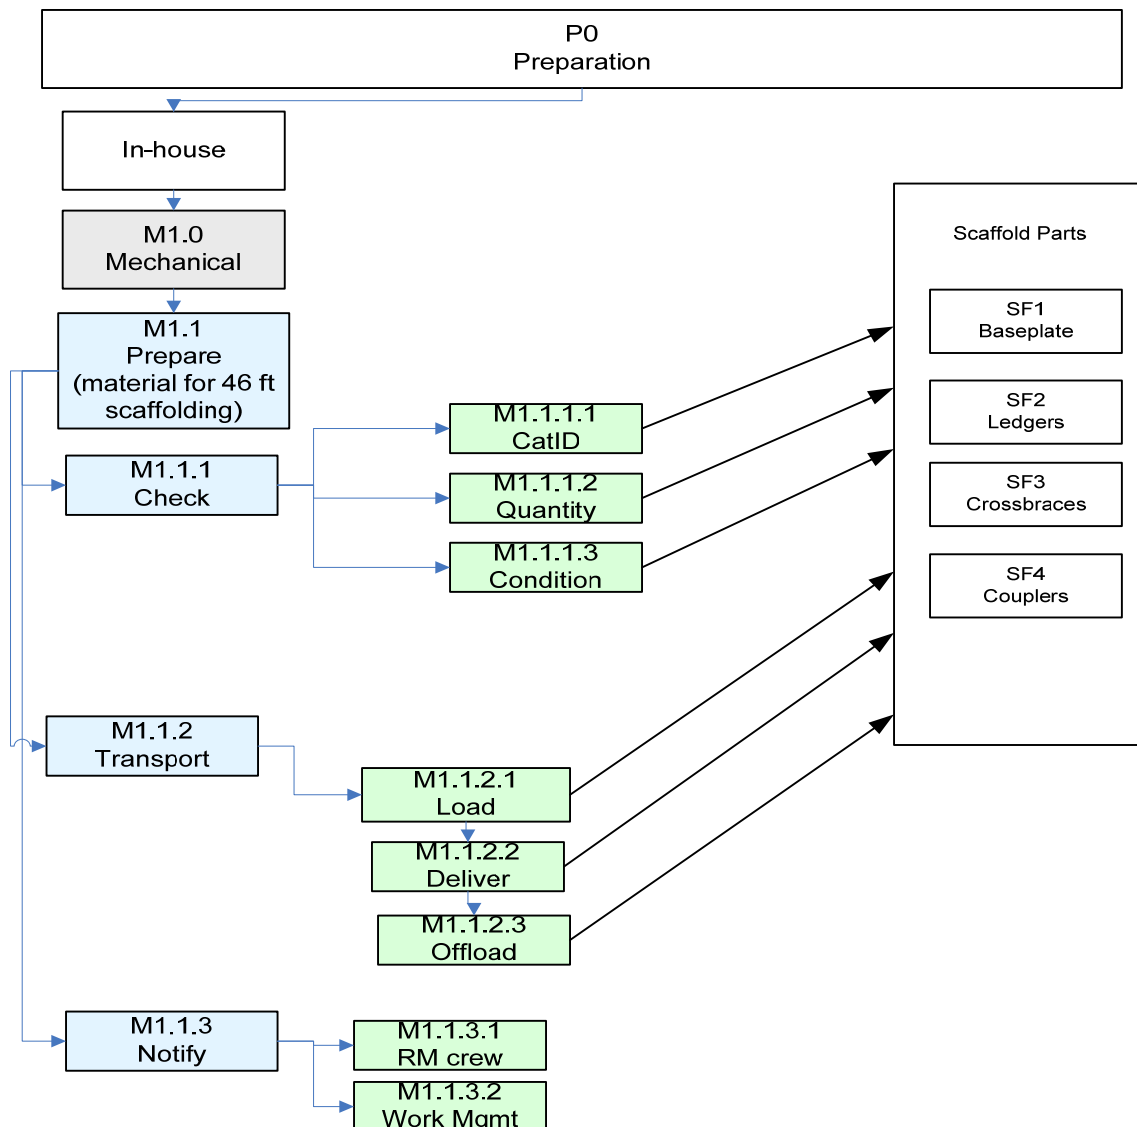 P0
Preparation
In-house
M1.0
Mechanical
M1.1
Prepare
(material for 46 ft
scaffolding)
M1.1.1
Check
M1.1.1.1
CatID
M1.1.1.2
Quantity
M1.1.1.3
Condition
M1.1.2
Transport
M1.1.2.1
Load
M1.1.2.2
Deliver
M1.1.2.3
Offload
M1.1.3
Notify
M1.1.3.1
RM crew
M1.1.3.2
Work Mgmt
Scaffold Parts
SF1
Baseplate
SF2
Ledgers
SF3
Crossbraces
SF4
Couplers